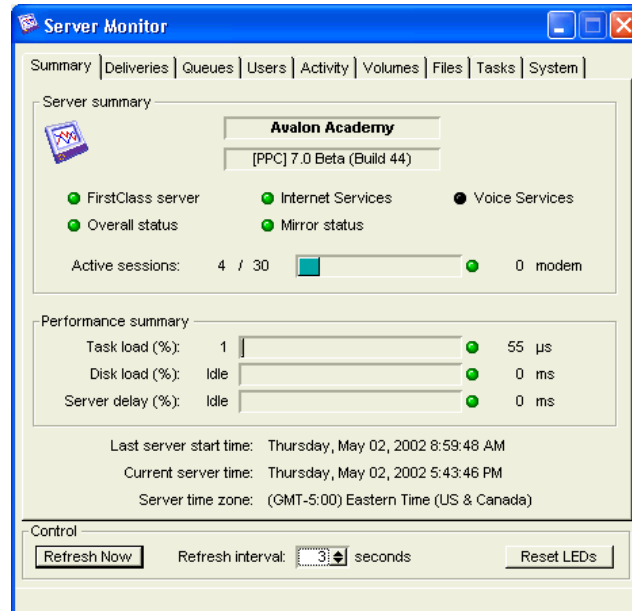 Server Monitor
Summary Deliveries Queues Users Activity Volumes Files Tasks System
Server summary
Avalon Academy
[PPC] 7.0 Beta (Build 44)
FirstClass server Internet Services Voice Services
Overall status Mirror status
Active sessions: 4 / 30 0 modem
Performance summary
Task load (%): 1 55 µs
Disk load (%): Idle 0 ms
Server delay (%): Idle 0 ms
Last server start time: Thursday, May 02, 2002 8:59:48 AM
Current server time: Thursday, May 02, 2002 5:43:46 PM
Server time zone: (GMT-5:00) Eastern Time (US & Canada)
Control
Refresh Now Refresh interval: 3 seconds Reset LEDs